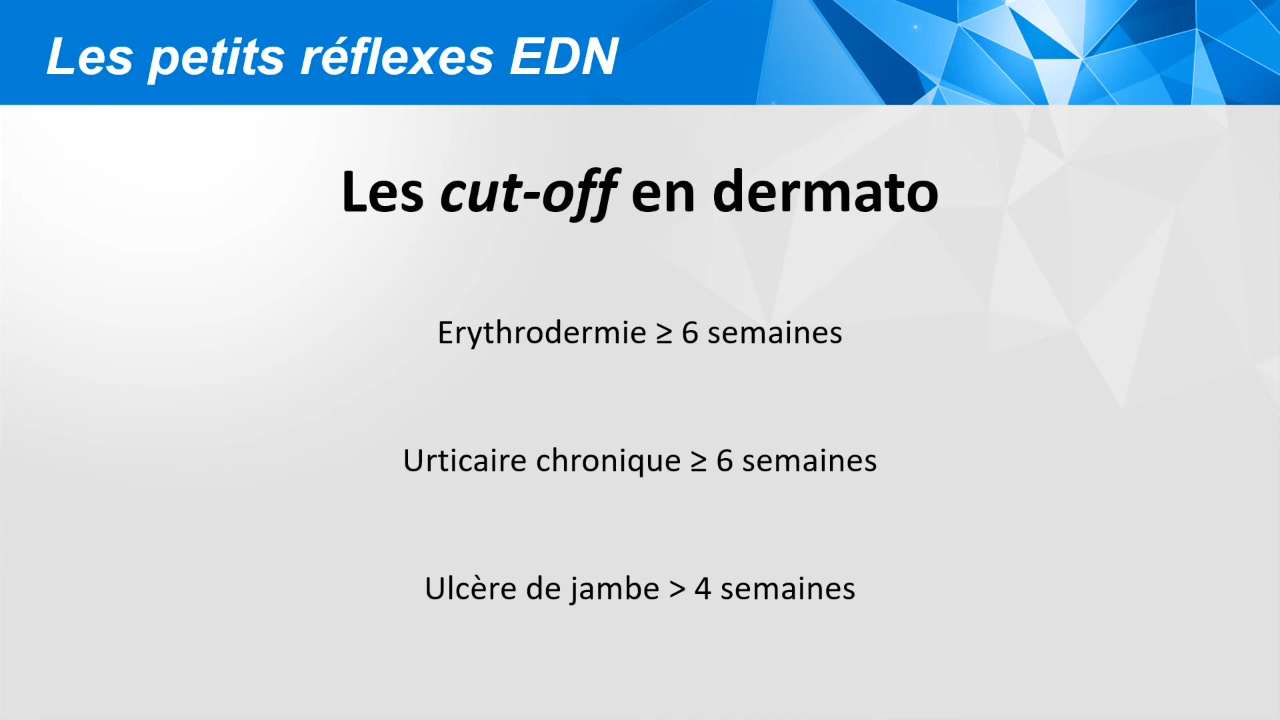 Les petits réflexes EDN
Les cut-off en dermato
Erythrodermie ≥ 6 semaines
Urticaire chronique ≥ 6 semaines
Ulcère de jambe > 4 semaines